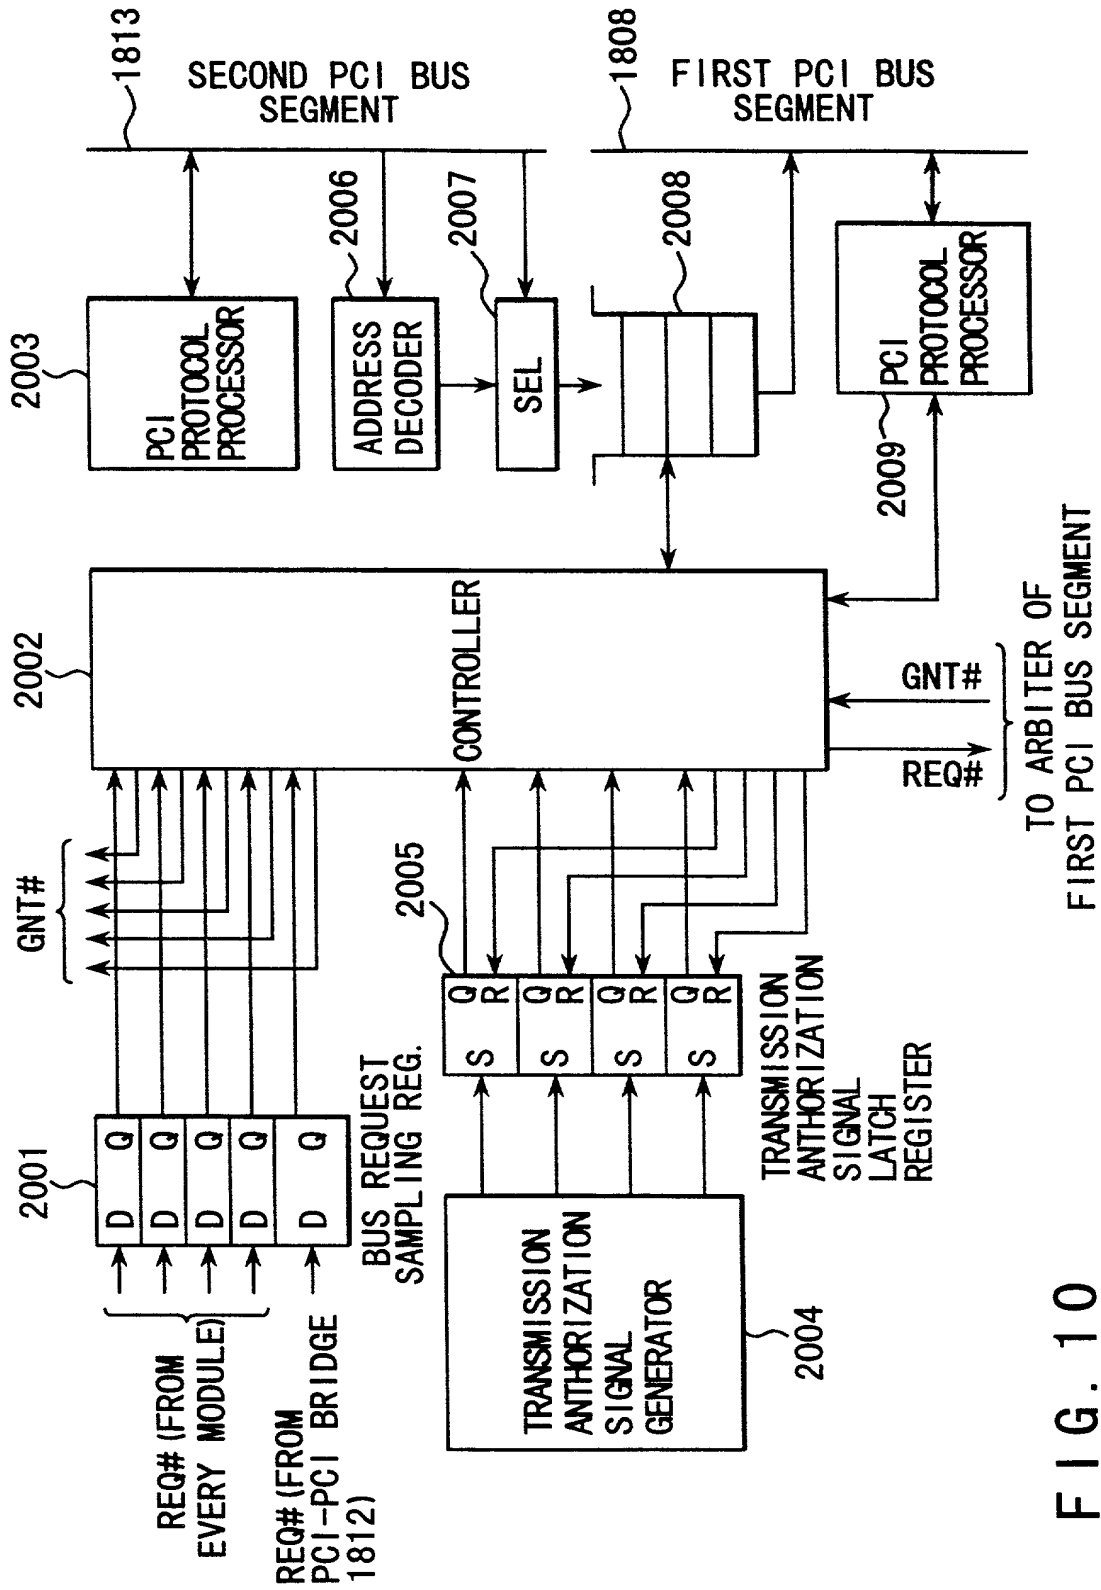 REQ# (FROM
EVERY MODULE)
REQ# (FROM
PCI-PCI BRIDGE
1812)
2001
D Q
D Q
D Q
D Q
D Q
BUS REQUEST
SAMPLING REG.
GNT#
2002
CONTROLLER
2003
PCI
PROTOCOL
PROCESSOR
1813
SECOND PCI BUS
SEGMENT
ADDRESS
DECODER
2006
SEL
2007
2008
1808
FIRST PCI BUS
SEGMENT
PCI
PROTOCOL
PROCESSOR
2009
TRANSMISSION
ANTHORIZATION
SIGNAL
GENERATOR
2004
2005
S Q
R
S Q
R
S Q
R
S Q
R
TRANSMISSION
ANTHORIZATION
SIGNAL
LATCH
REGISTER
REQ#
GNT#
TO ARBITER OF
FIRST PCI BUS SEGMENT
FIG. 10